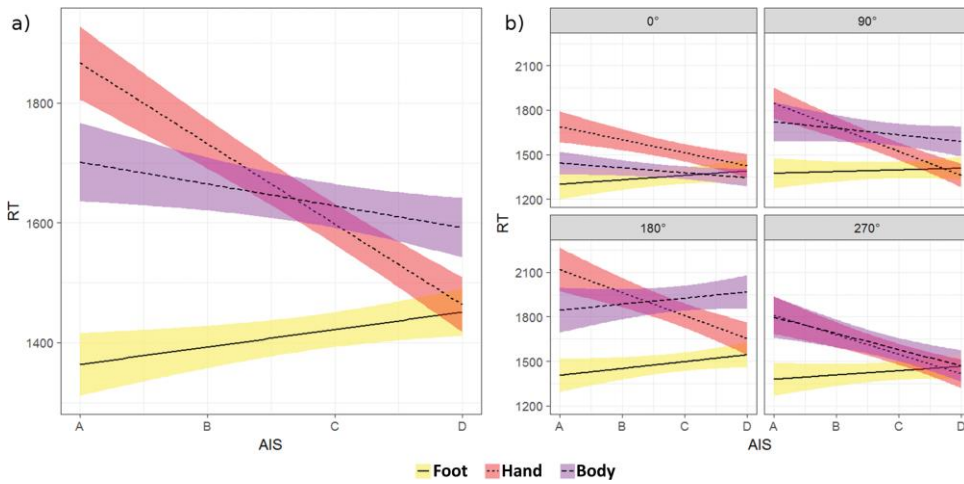 a)
RT
1800
1600
1400
A B C D
AIS
b)
0° 90°
2100
1800
1500
1200
RT
180° 270°
2100
1800
1500
1200
A B C D A B C D
AIS
Foot Hand Body